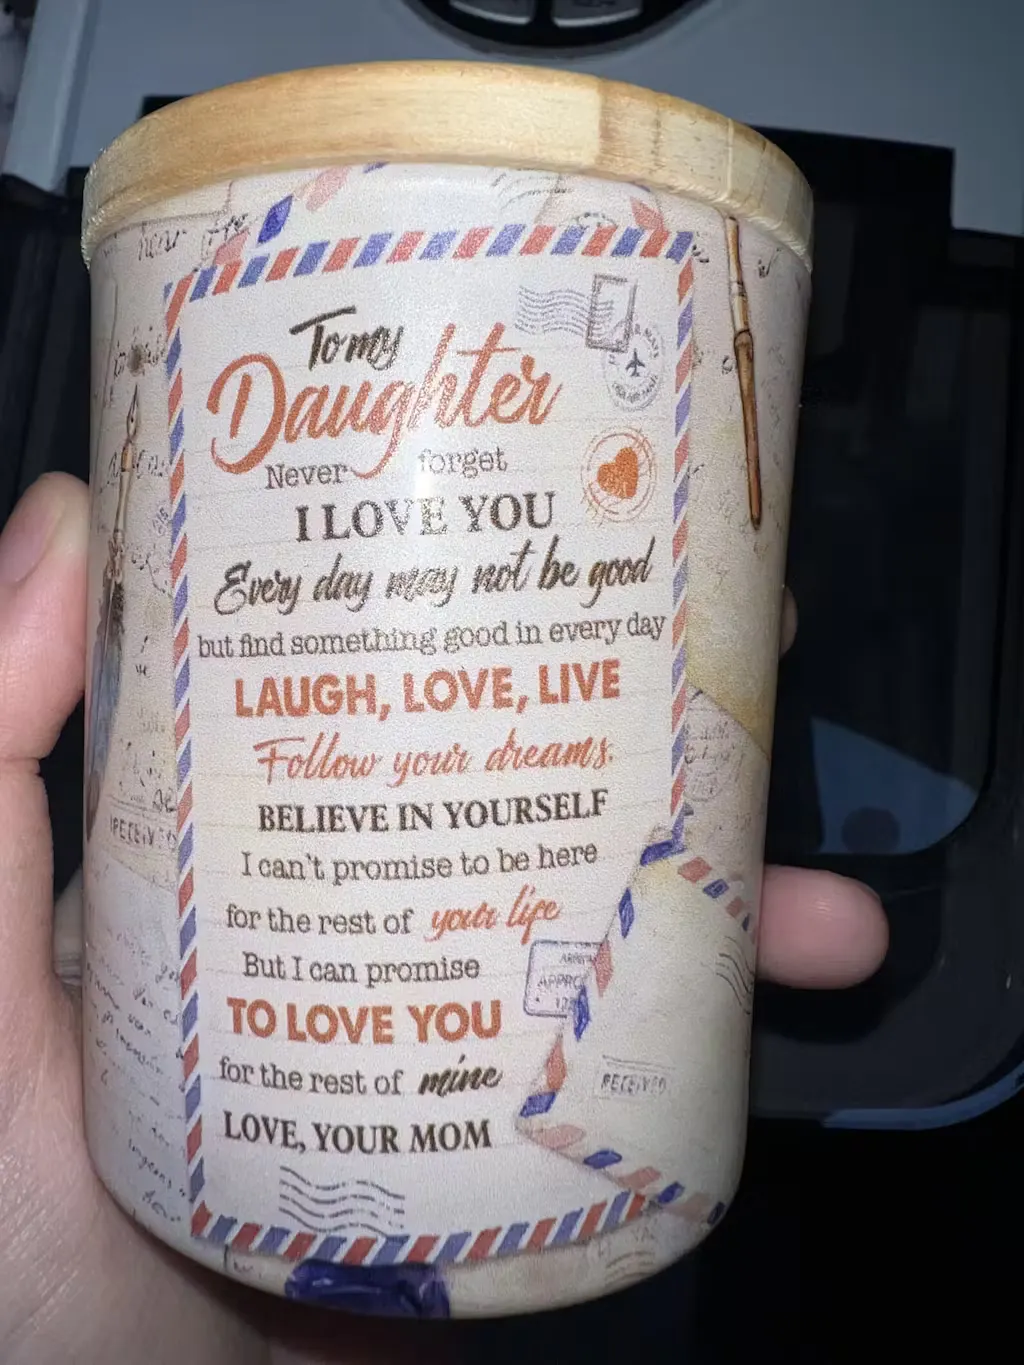 To my
Daughter
Never forget
I LOVE YOU
Every day may not be good
but find something good in every day
LAUGH, LOVE, LIVE
Follow your dreams.
BELIEVE IN YOURSELF
I can't promise to be here
for the rest of your life
But I can promise
TO LOVE YOU
for the rest of mine
LOVE, YOUR MOM
RECEIVED
RECEIVED